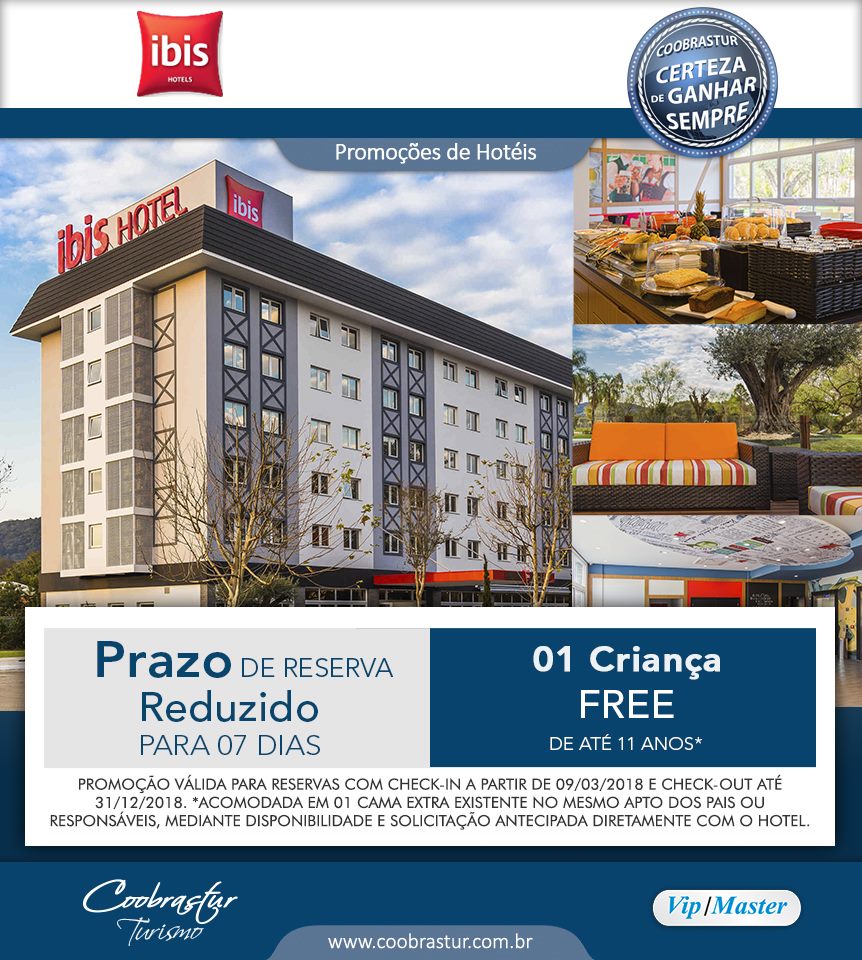 ibis
HOTELS
COOBRASTUR
CERTEZA
DE GANHAR
SEMPRE
Promoções de Hotéis
ibis HOTEL
ibis
Prazo DE RESERVA
Reduzido
PARA 07 DIAS
01 Criança
FREE
DE ATÉ 11 ANOS*
PROMOÇÃO VÁLIDA PARA RESERVAS COM CHECK-IN A PARTIR DE 09/03/2018 E CHECK-OUT ATÉ
31/12/2018. *ACOMODADA EM 01 CAMA EXTRA EXISTENTE NO MESMO APTO DOS PAIS OU
RESPONSÁVEIS, MEDIANTE DISPONIBILIDADE E SOLICITAÇÃO ANTECIPADA DIRETAMENTE COM O HOTEL.
Coobrastur
Turismo
Vip/Master
www.coobrastur.com.br